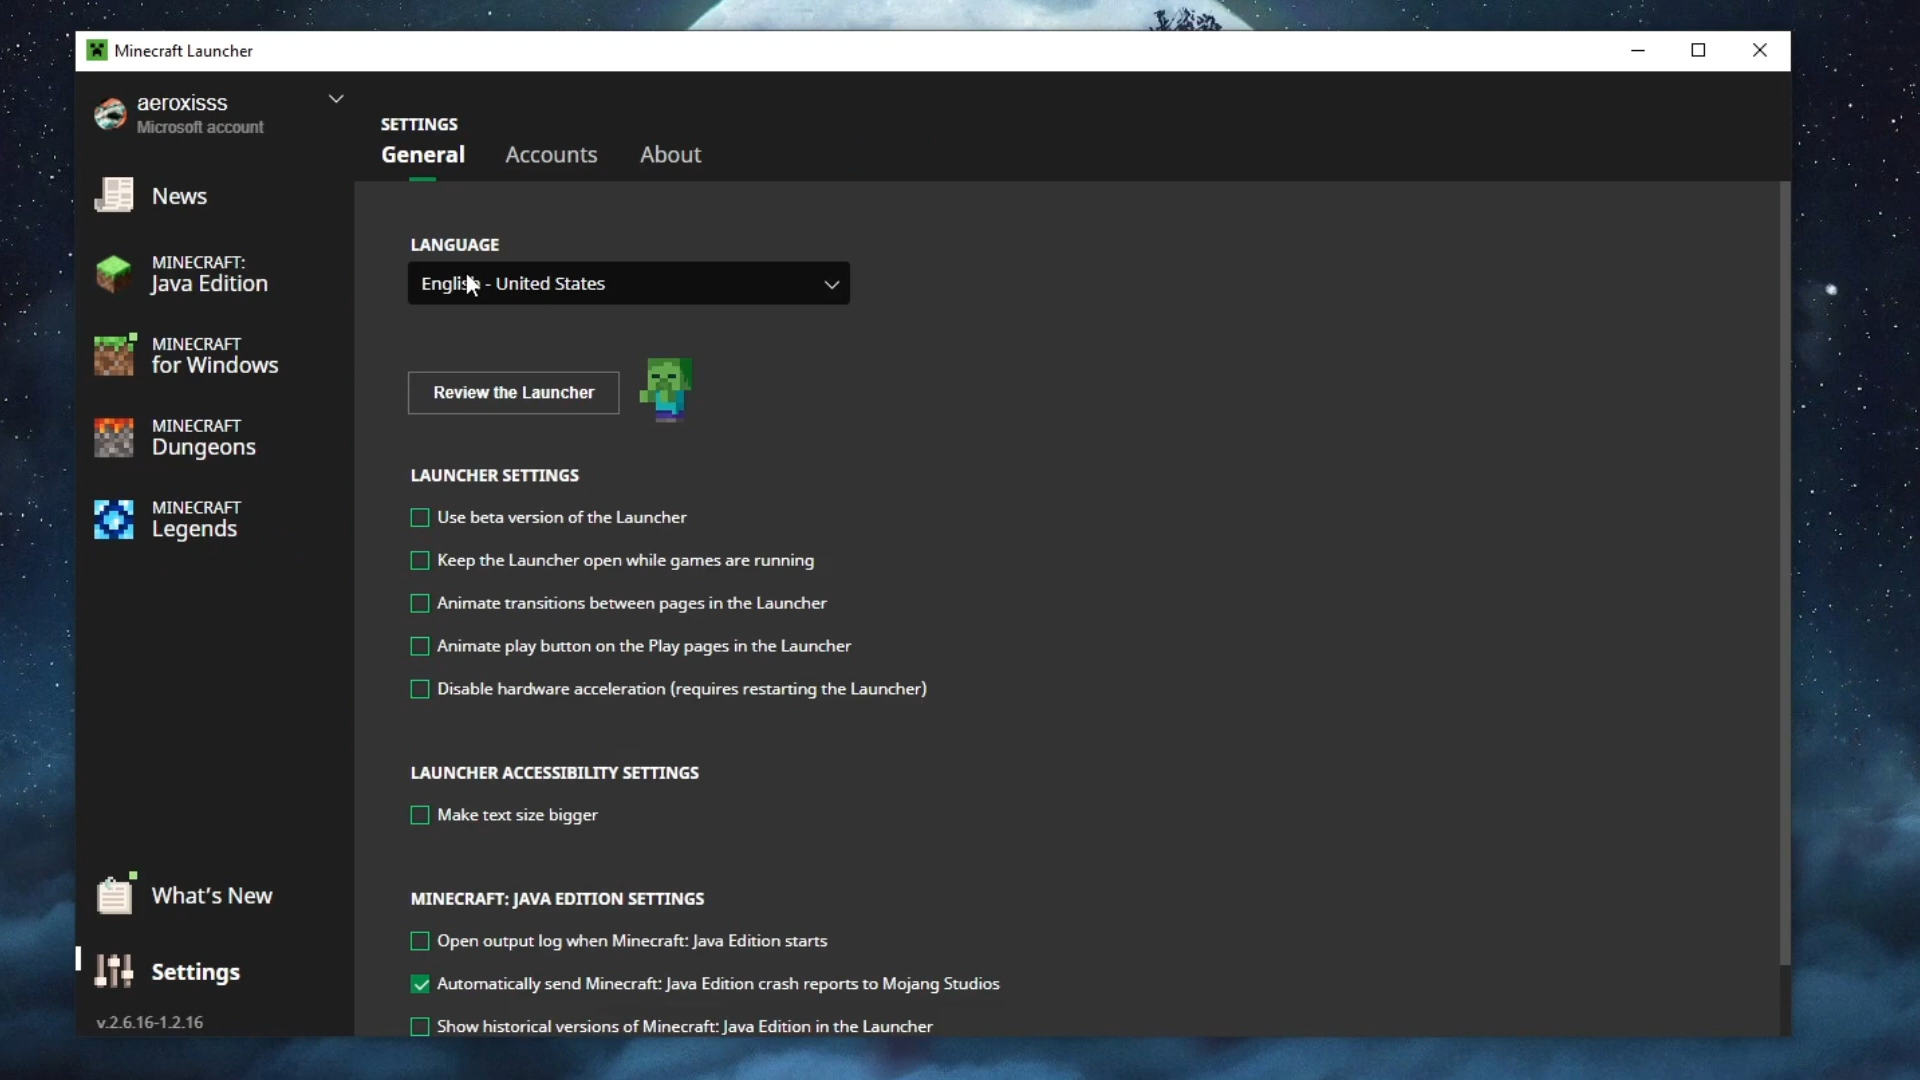 Minecraft Launcher
aeroxisss
Microsoft account
News
MINECRAFT:
Java Edition
MINECRAFT
for Windows
MINECRAFT
Dungeons
MINECRAFT
Legends
What's New
Settings
v.2.6.16-1.2.16
SETTINGS
General Accounts About
LANGUAGE
English - United States
Review the Launcher
LAUNCHER SETTINGS
Use beta version of the Launcher
Keep the Launcher open while games are running
Animate transitions between pages in the Launcher
Animate play button on the Play pages in the Launcher
Disable hardware acceleration (requires restarting the Launcher)
LAUNCHER ACCESSIBILITY SETTINGS
Make text size bigger
MINECRAFT: JAVA EDITION SETTINGS
Open output log when Minecraft: Java Edition starts
Automatically send Minecraft: Java Edition crash reports to Mojang Studios
Show historical versions of Minecraft: Java Edition in the Launcher